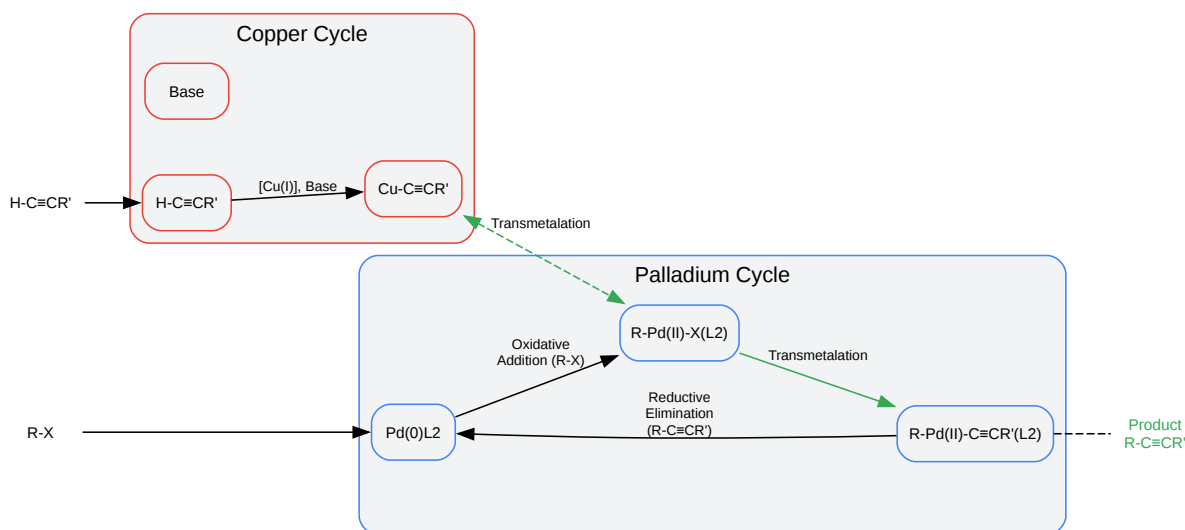 Copper Cycle
Base
H-C≡CR'
H-C≡CR'
[Cu(I)], Base
Cu-C≡CR'
Transmetalation
Palladium Cycle
R-Pd(II)-X(L2)
Oxidative
Addition (R-X)
Transmetalation
Reductive
Elimination
(R-C≡CR')
R-X
Pd(0)L2
R-Pd(II)-C≡CR'(L2)
Product
R-C≡CR'